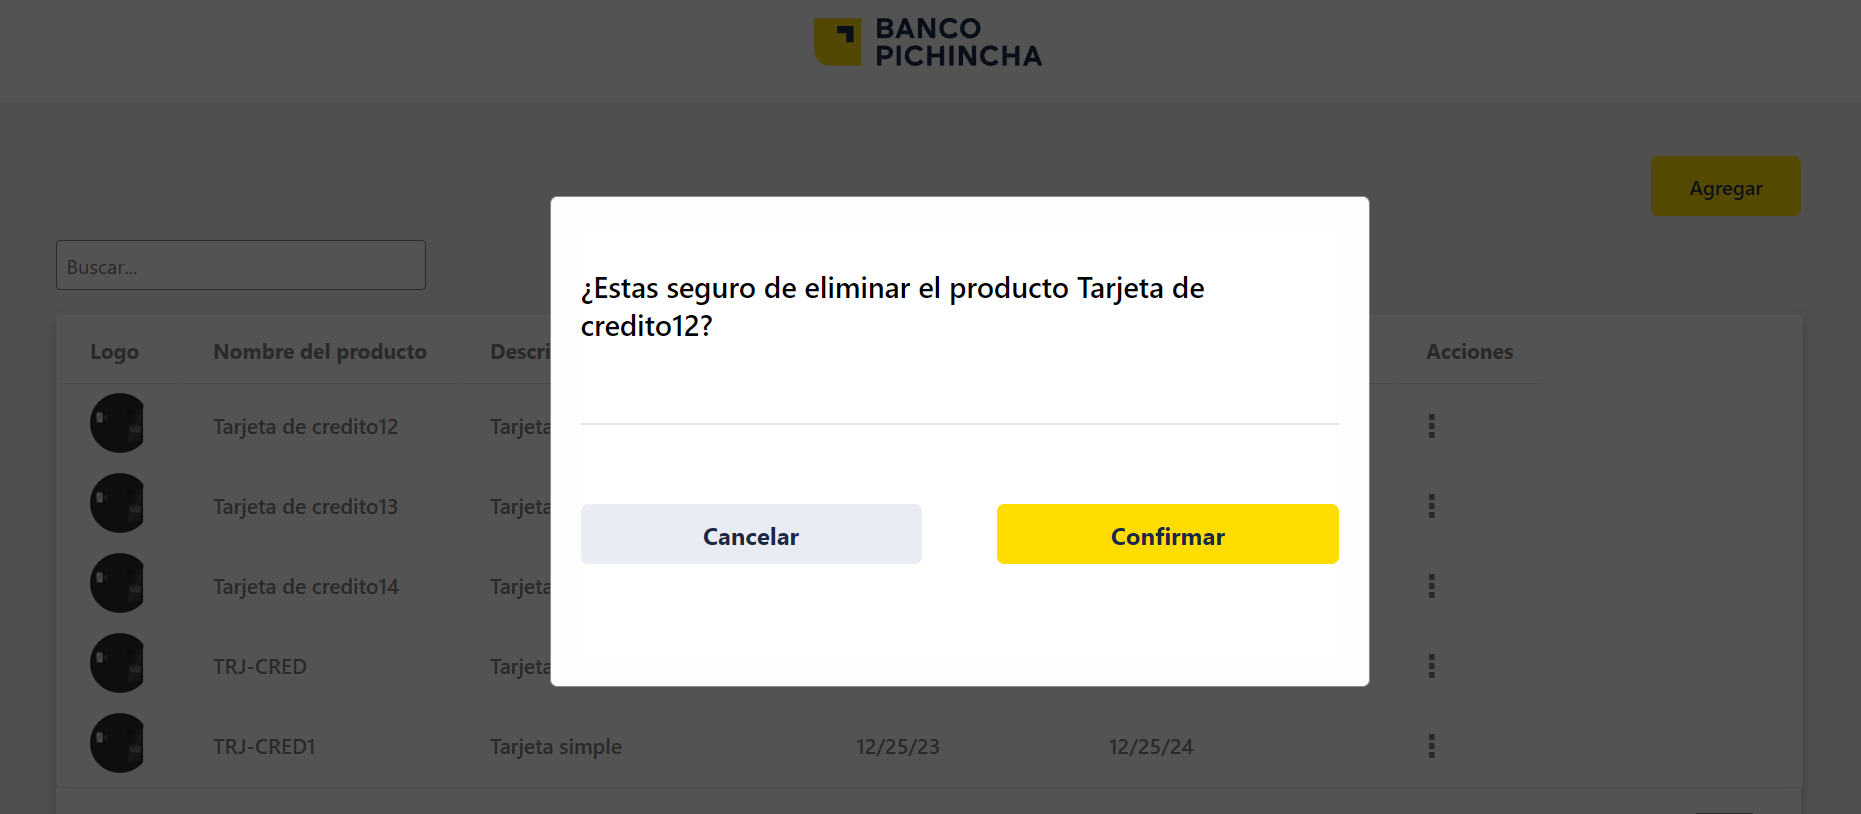 BANCO
PICHINCHA
Agregar
Buscar...
¿Estas seguro de eliminar el producto Tarjeta de
credito12?
Cancelar
Confirmar
Logo Nombre del producto Descri Acciones
Tarjeta de credito12 Tarjeta
Tarjeta de credito13 Tarjeta
Tarjeta de credito14 Tarjeta
TRJ-CRED Tarjeta
TRJ-CRED1 Tarjeta simple 12/25/23 12/25/24